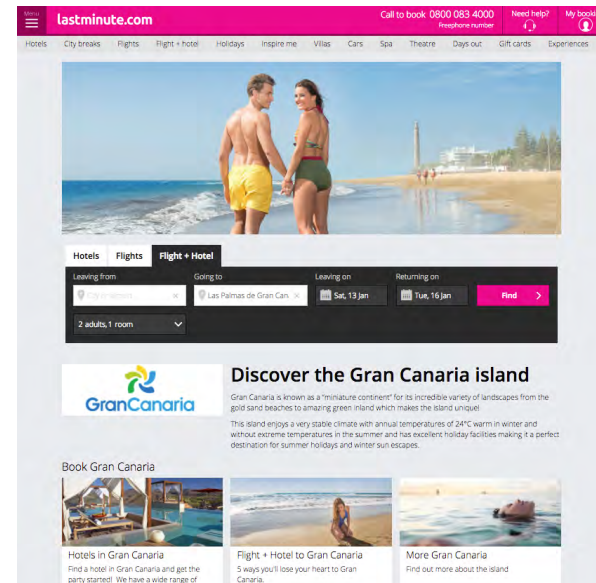 Menu
lastminute.com
Call to book 0800 083 4000
Freephone number
Need help?
My booki
Hotels City breaks Flights Flight + hotel Holidays Inspire me Villas Cars Spa Theatre Days out Gift cards Experiences
Hotels Flights Flight + Hotel
Leaving from Going to Leaving on Returning on
Las Palmas de Gran Can × Sat, 13 Jan Tue, 16 Jan Find
2 adults, 1 room
GranCanaria
Discover the Gran Canaria island
Gran Canaria is known as a "miniature continent" for its incredible variety of landscapes from the
gold sand beaches to amazing green inland which makes the island unique!
This island enjoys a very stable climate with annual temperatures of 24°C warm in winter and
without extreme temperatures in the summer and has excellent holiday facilities making it a perfect
destination for summer holidays and winter sun escapes.
Book Gran Canaria
Hotels in Gran Canaria
Find a hotel in Gran Canaria and get the
party started! We have a wide range of
Flight + Hotel to Gran Canaria
5 ways you'll lose your heart to Gran
Canaria.
More Gran Canaria
Find out more about the island